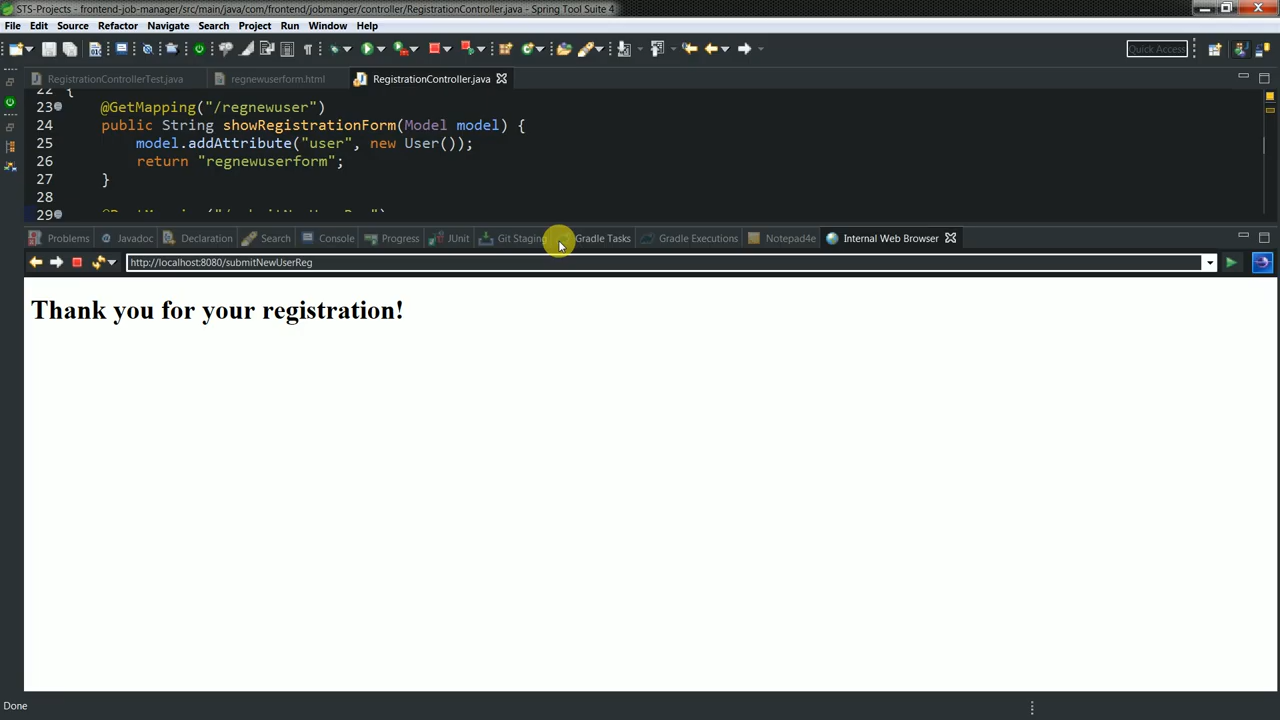 STS-Projects - frontend-job-manager/src/main/java/com/frontend/jobmanger/controller/RegistrationController.java - Spring Tool Suite 4
File Edit Source Refactor Navigate Search Project Run Window Help
Quick Access
RegistrationControllerTest.java regnewuserform.html RegistrationController.java
22 {
23 @GetMapping("/regnewuser")
24 public String showRegistrationForm(Model model) {
25 model.addAttribute("user", new User());
26 return "regnewuserform";
27 }
28
29
Problems Javadoc Declaration Search Console Progress JUnit Git Staging Gradle Tasks Gradle Executions Notepad4e Internal Web Browser
http://localhost:8080/submitNewUserReg
Thank you for your registration!
Done